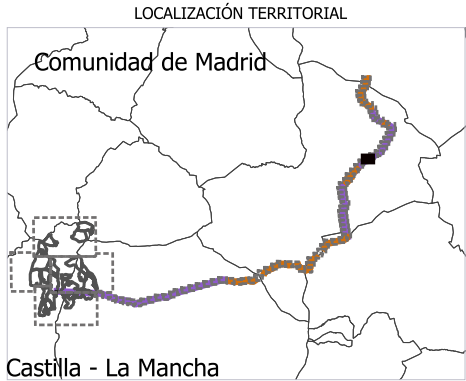 LOCALIZACIÓN TERRITORIAL
Comunidad de Madrid
Castilla - La Mancha